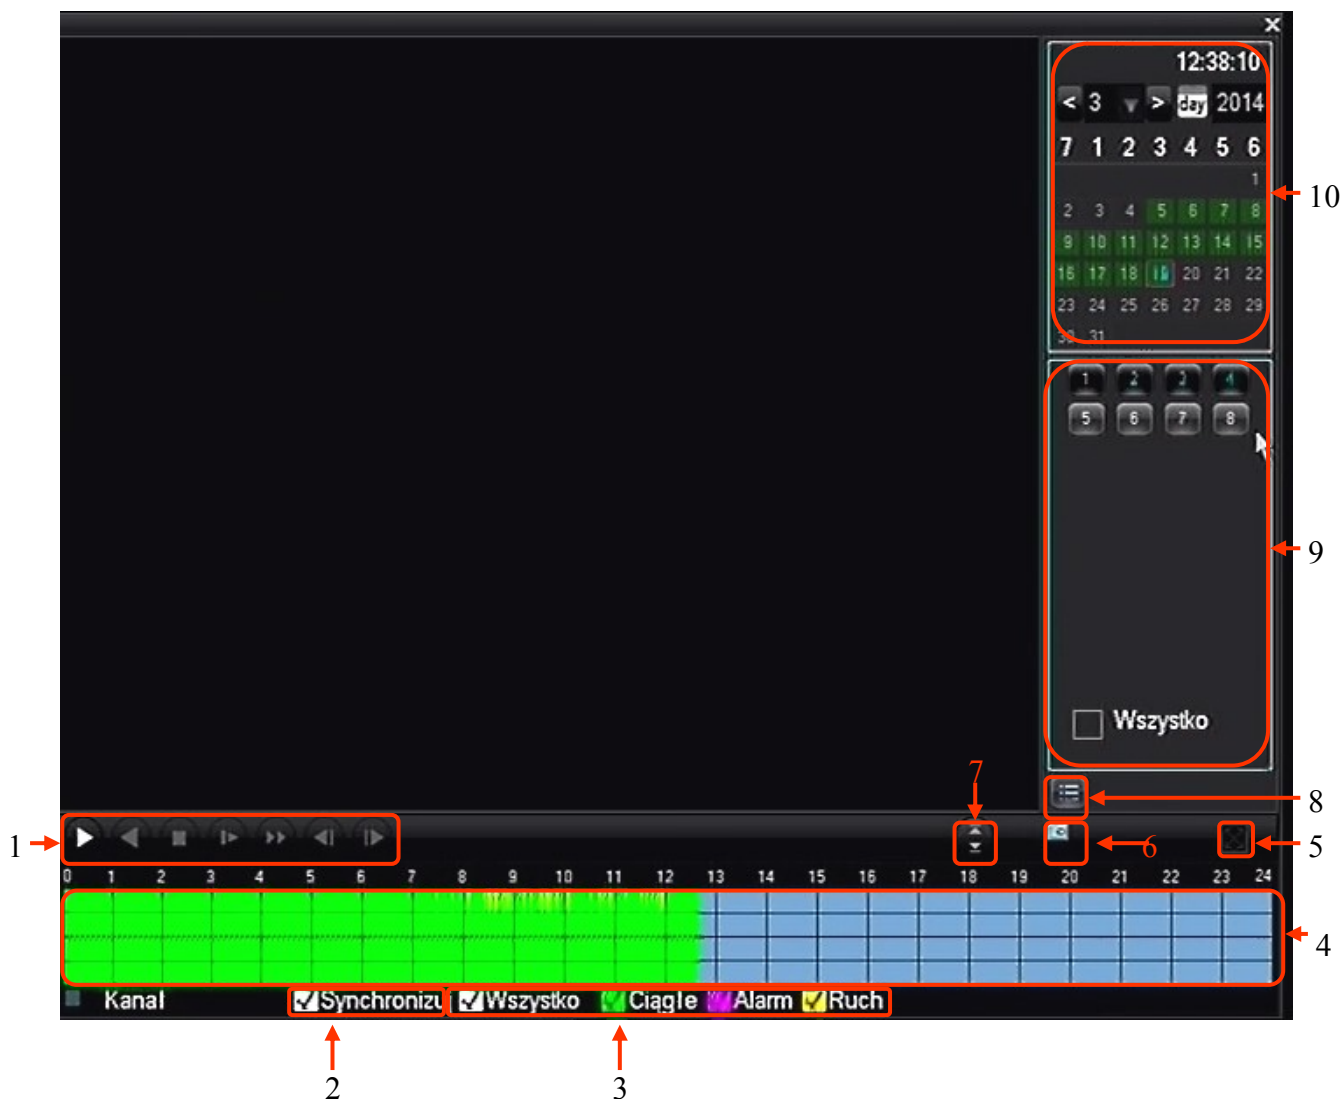 12:38:10
< 3 > day 2014
7 1 2 3 4 5 6
1
2 3 4 5 6 7 8
9 10 11 12 13 14 15
16 17 18 19 20 21 22
23 24 25 26 27 28 29
30 31
10
1 2 3 4
5 6 7 8
9
Wszystko
7
8
1
6
5
0 1 2 3 4 5 6 7 8 9 10 11 12 13 14 15 16 17 18 19 20 21 22 23 24
4
Kanał Synchronizu Wszystko Ciągłe Alarm Ruch
2 3